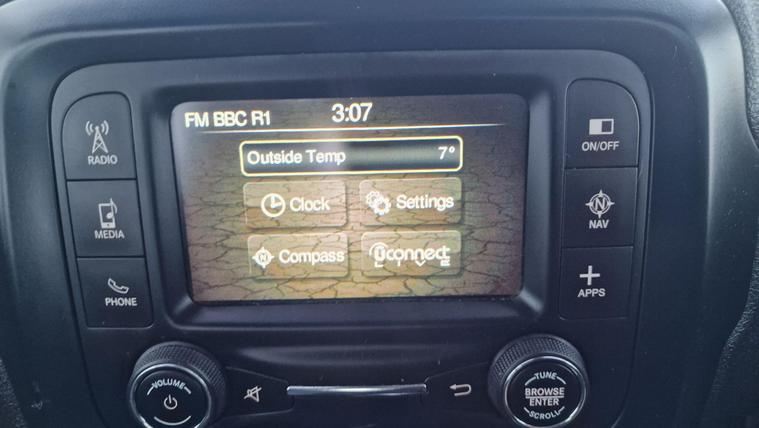 FM BBC R1 3:07
Outside Temp 7°
Clock
Settings
Compass
Uconnect
LIVE
RADIO
MEDIA
PHONE
ON/OFF
N
NAV
APPS
VOLUME
TUNE
BROWSE
ENTER
SCROLL